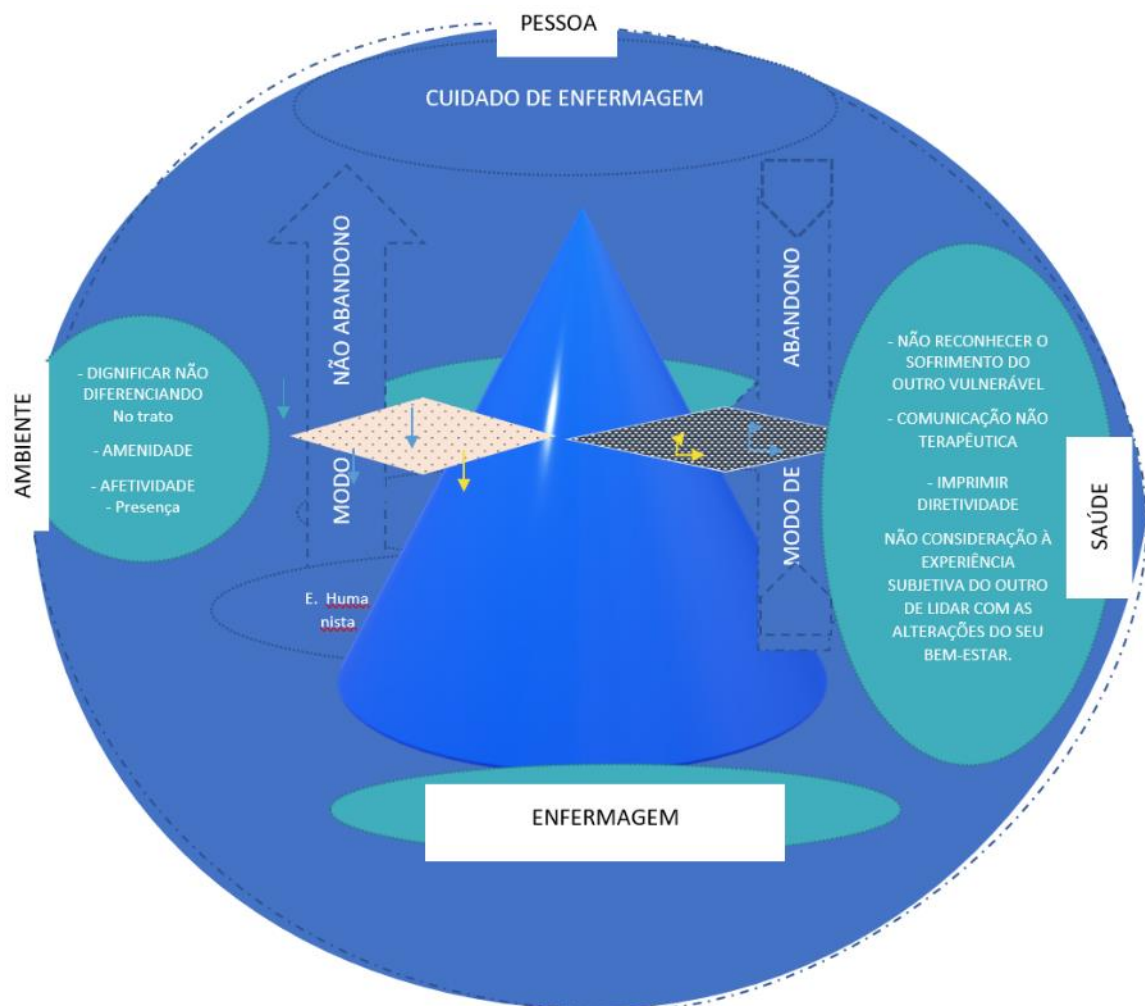 PESSOA
CUIDADO DE ENFERMAGEM
NÃO ABANDONO
MODO
ABANDONO
MODO DE
AMBIENTE
- DIGNIFICAR NÃO
DIFERENCIANDO
No trato
- AMENIDADE
- AFETIVIDADE
- Presença
- NÃO RECONHECER O
SOFRIMENTO DO
OUTRO VULNERÁVEL
- COMUNICAÇÃO NÃO
TERAPÊUTICA
- IMPRIMIR
DIRETIVIDADE
NÃO CONSIDERAÇÃO À
EXPERIÊNCIA
SUBJETIVA DO OUTRO
DE LIDAR COM AS
ALTERAÇÕES DO SEU
BEM-ESTAR.
SAÚDE
E. Huma
nista
ENFERMAGEM